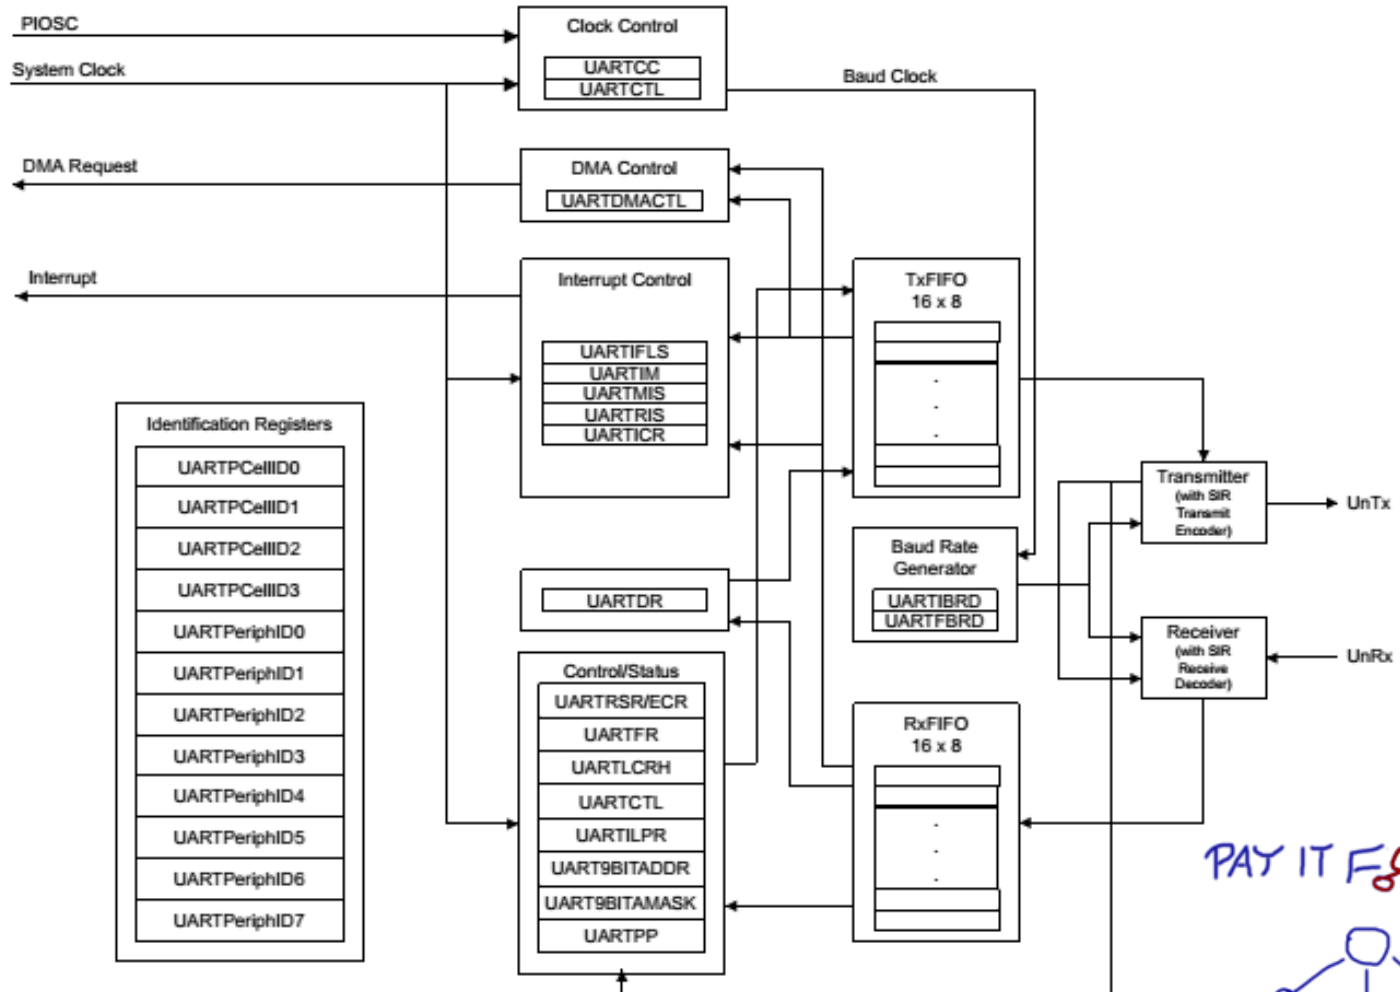 PIOSC
System Clock
Clock Control
UARTCC
UARTCTL
Baud Clock
DMA Request
DMA Control
UARTDMACTL
Interrupt
Interrupt Control
UARTIFLS
UARTIM
UARTMIS
UARTRIS
UARTICR
TxFIFO
16 x 8
.
.
.
Identification Registers
UARTPCellID0
UARTPCellID1
UARTPCellID2
UARTPCellID3
UARTPeriphID0
UARTPeriphID1
UARTPeriphID2
UARTPeriphID3
UARTPeriphID4
UARTPeriphID5
UARTPeriphID6
UARTPeriphID7
Transmitter
(with SIR
Transmit
Encoder)
UnTx
Baud Rate
Generator
UARTIBRD
UARTFBRD
UARTDR
Receiver
(with SIR
Receive
Decoder)
UnRx
Control/Status
UARTRSR/ECR
UARTFR
UARTLCRH
UARTCTL
UARTILPR
UART9BITADDR
UART9BITAMASK
UARTPP
RxFIFO
16 x 8
.
.
.
PAY IT